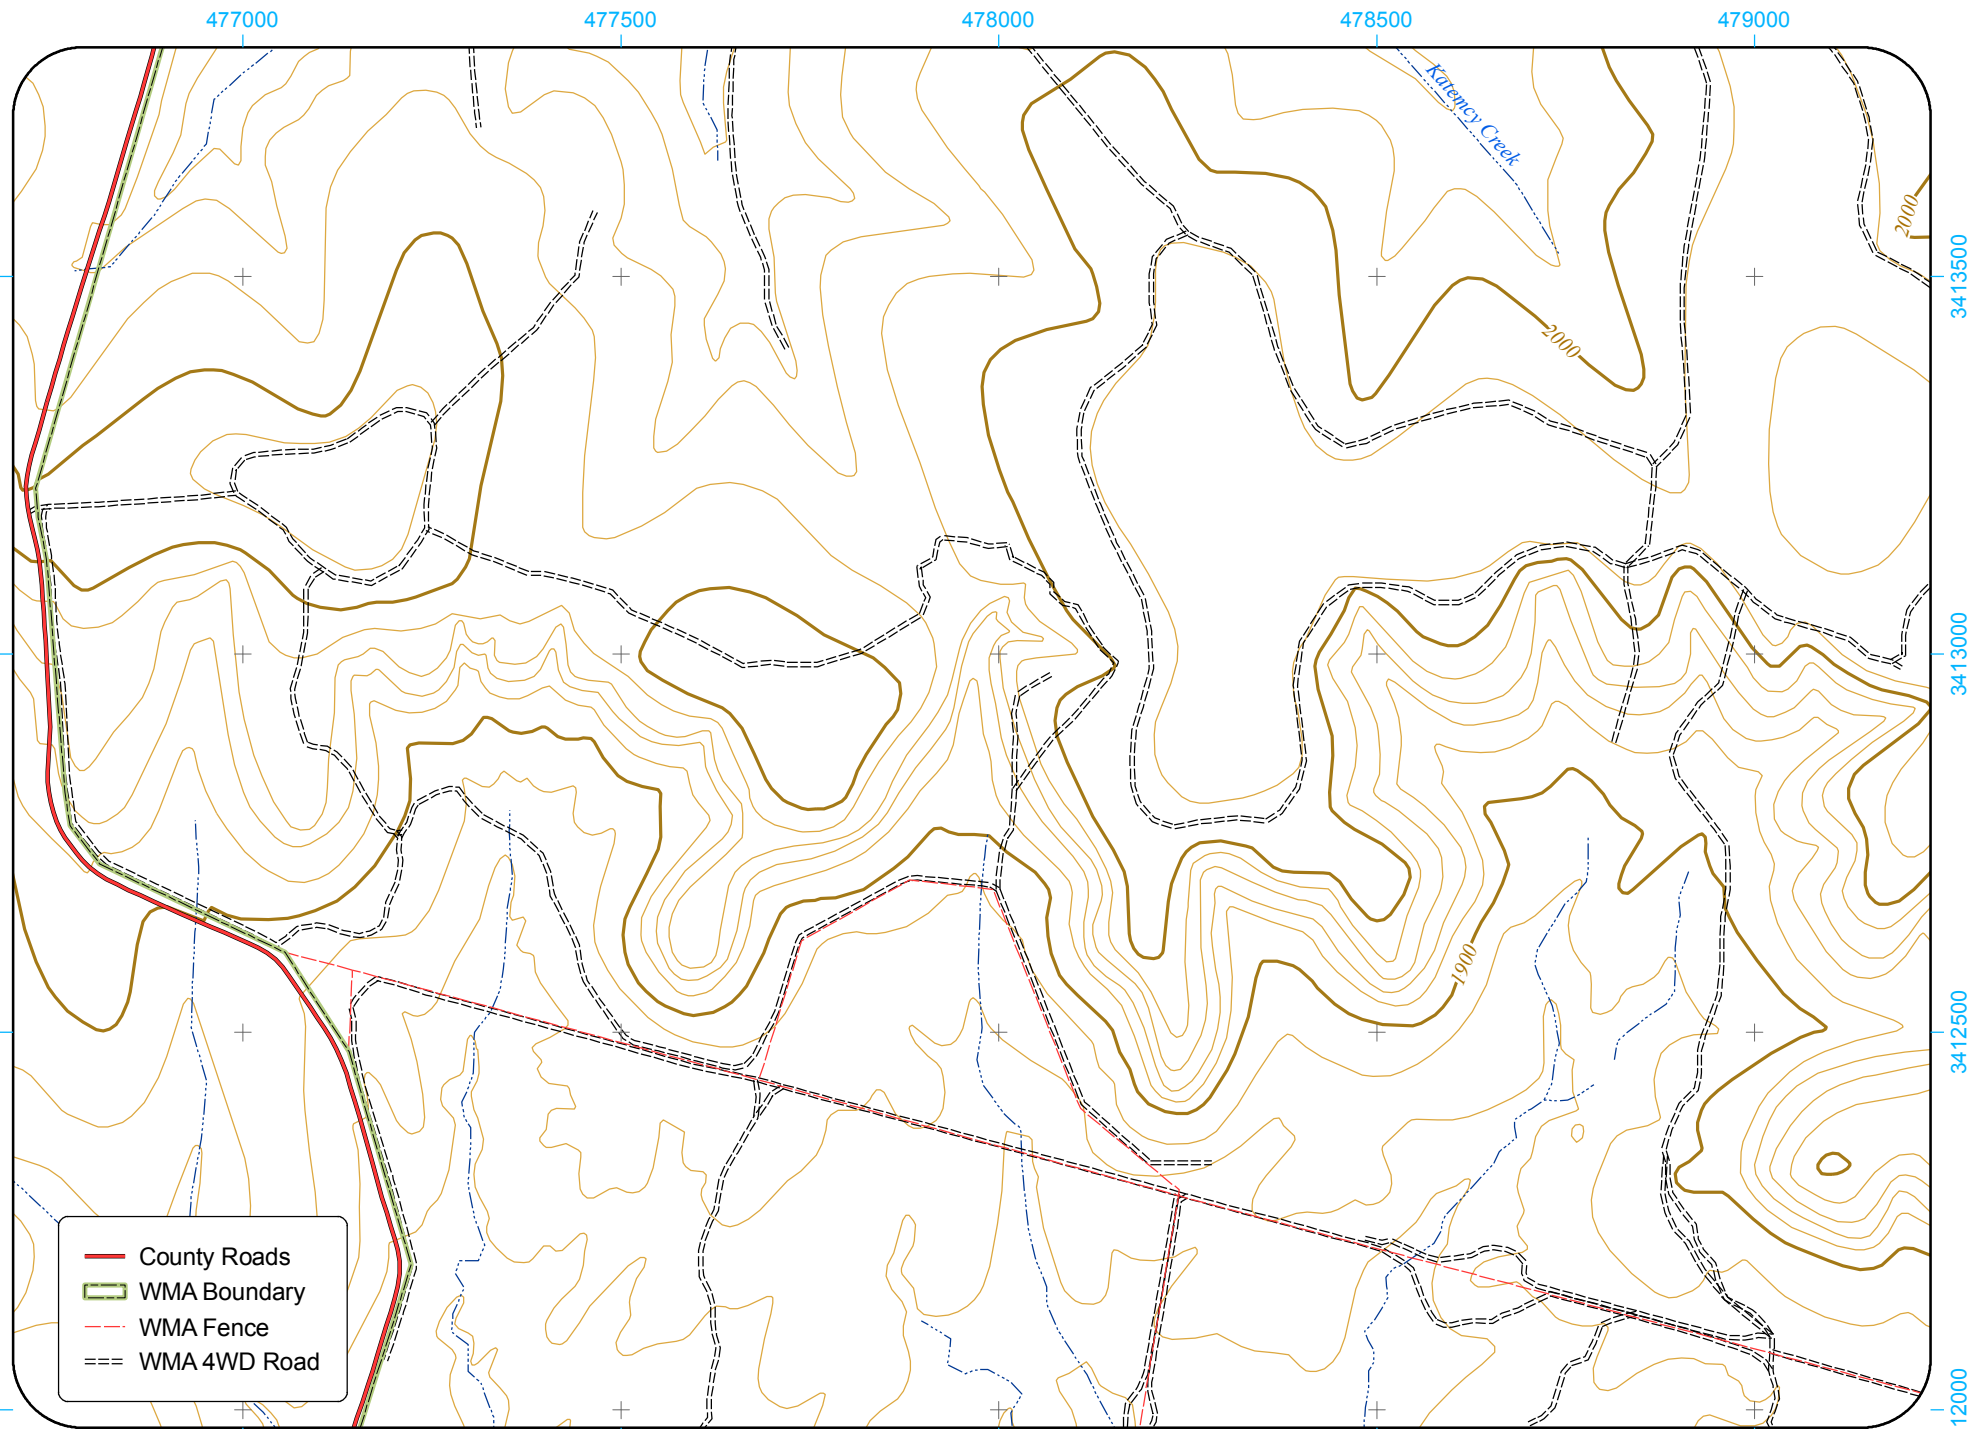 477000 477500 478000 478500 479000
Katemcy Creek
2000
3413500
2000
3413000
1900
3412500
County Roads
WMA Boundary
WMA Fence
WMA 4WD Road
12000